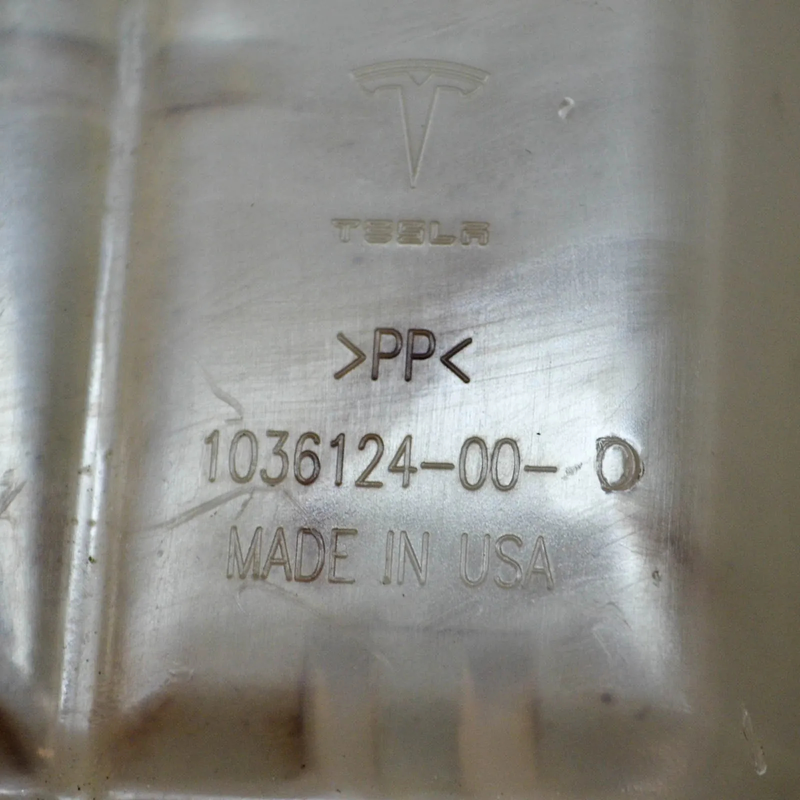 TESLA
>PP<
1036124-00- D
MADE IN USA